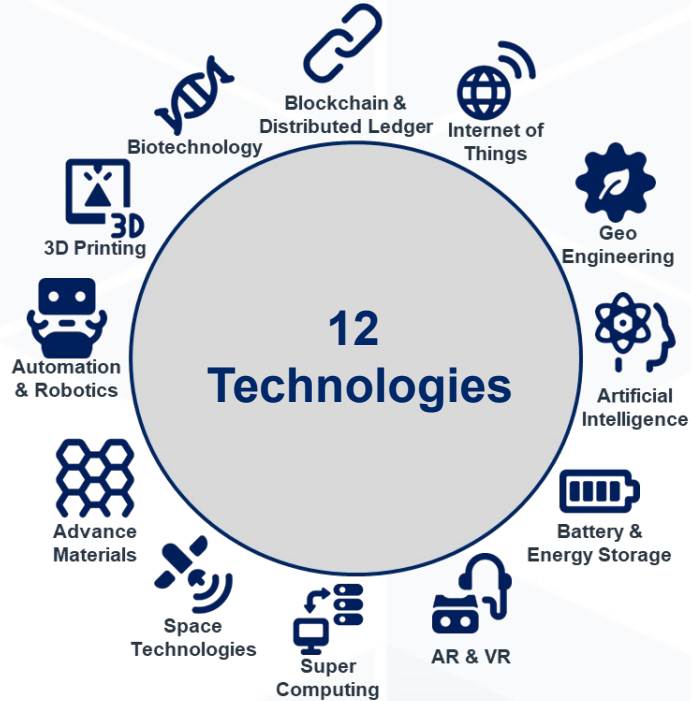 Blockchain &
Distributed Ledger
Internet of
Things
Geo
Engineering
Artificial
Intelligence
Battery &
Energy Storage
AR & VR
Super
Computing
Space
Technologies
Advance
Materials
Automation
& Robotics
3D
3D Printing
Biotechnology
12
Technologies